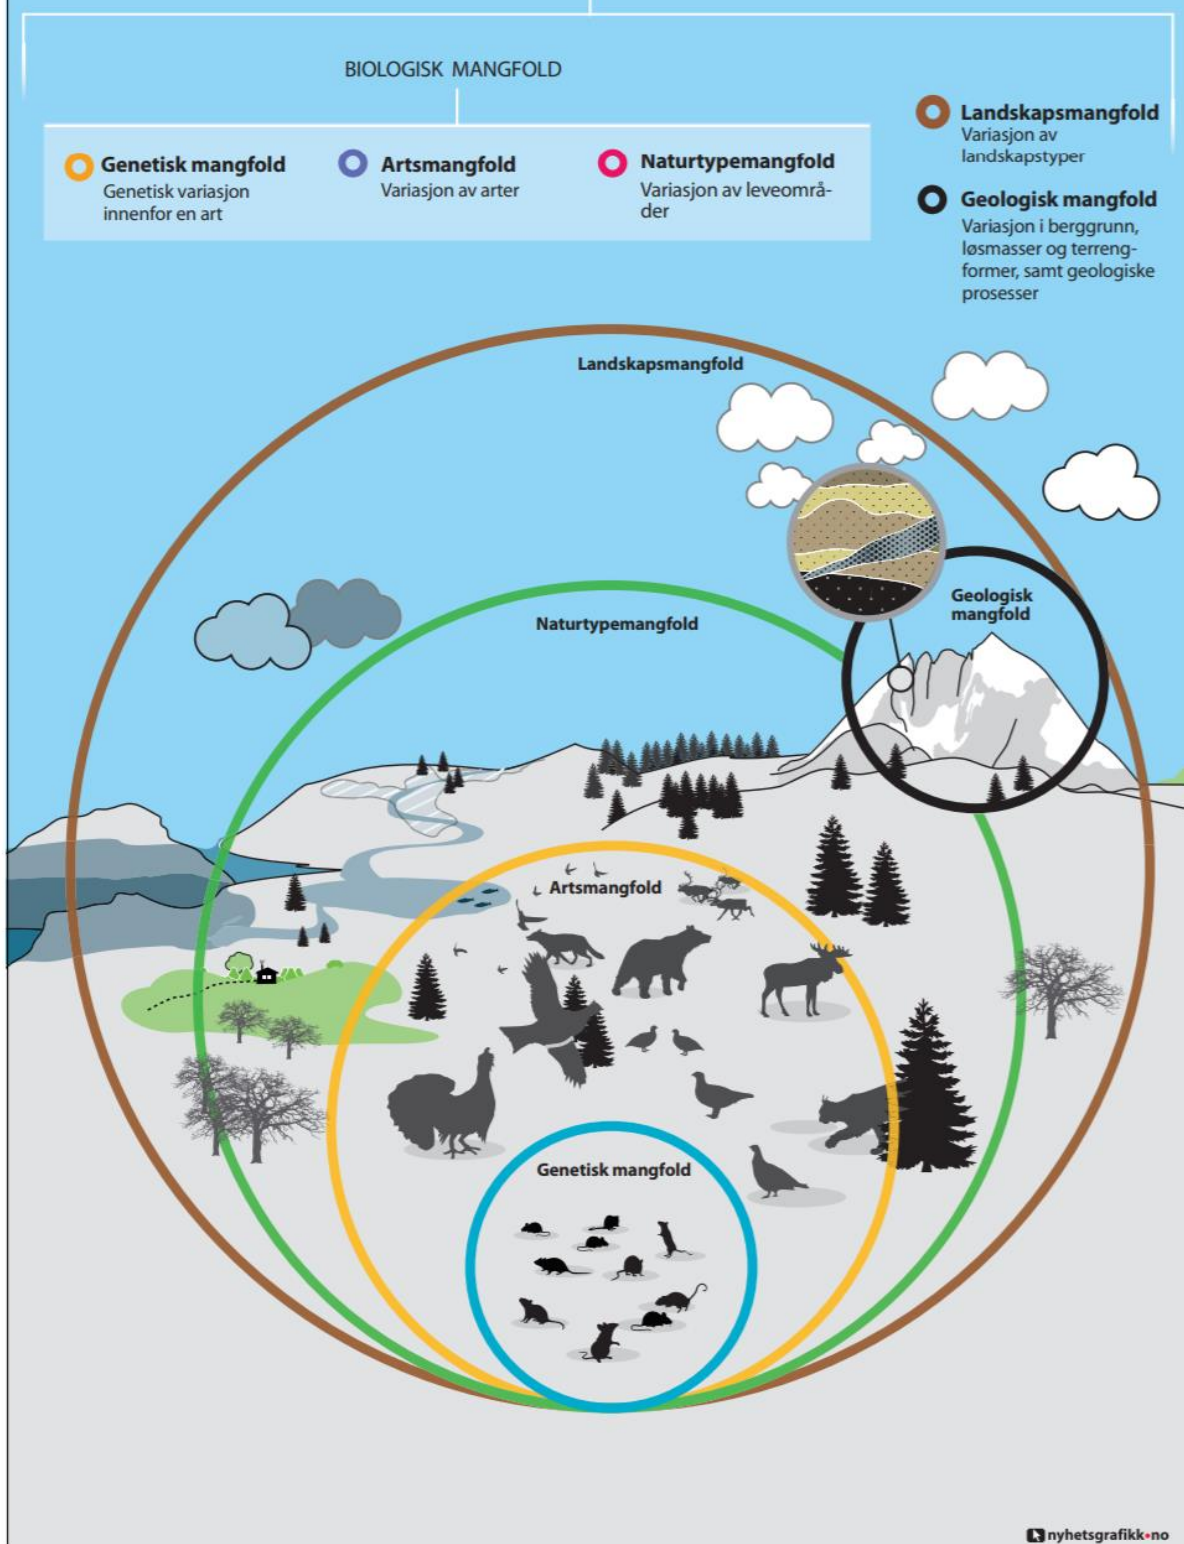 BIOLOGISK MANGFOLD
Genetisk mangfold
Genetisk variasjon
innenfor en art
Artsmangfold
Variasjon av arter
Naturtypemangfold
Variasjon av leveområ-
der
Landskapsmangfold
Variasjon av
landskapstyper
Geologisk mangfold
Variasjon i berggrunn,
løsmasser og terreng-
former, samt geologiske
prosesser
Landskapsmangfold
Geologisk
mangfold
Naturtypemangfold
Artsmangfold
Genetisk mangfold
nyhetsgrafikk•no